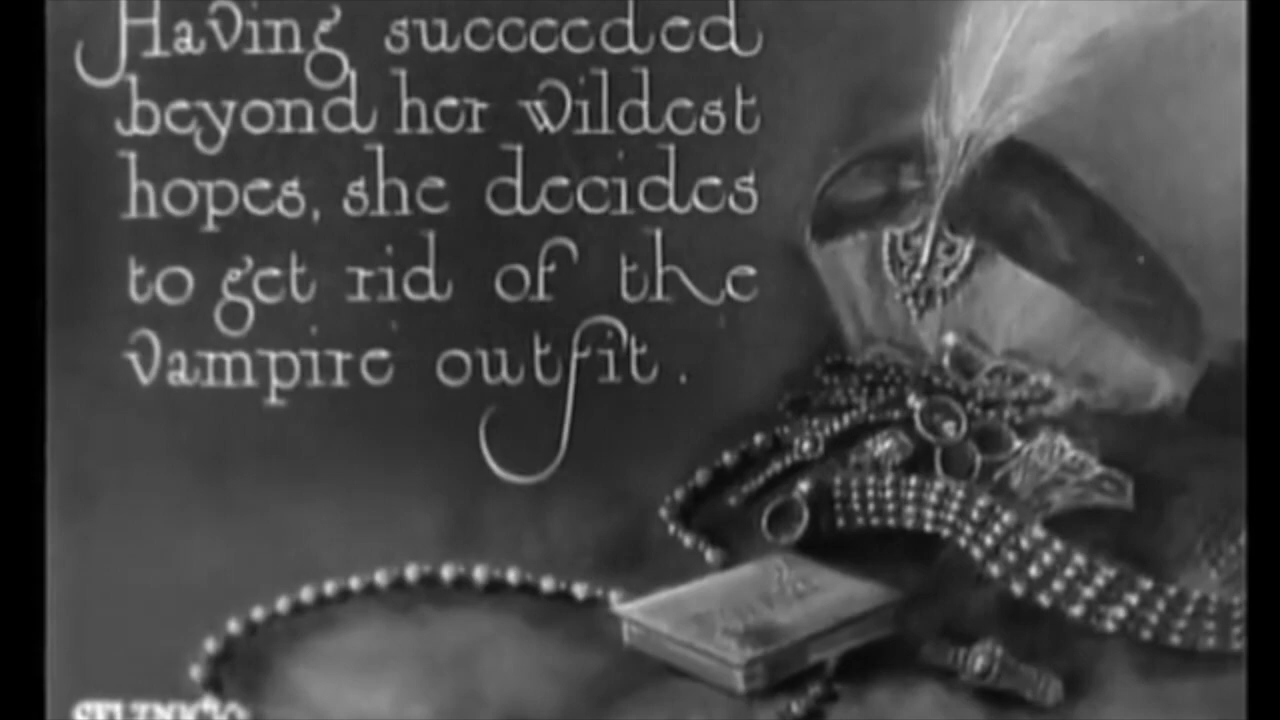 Having succeeded
beyond her wildest
hopes, she decides
to get rid of the
vampire outfit.